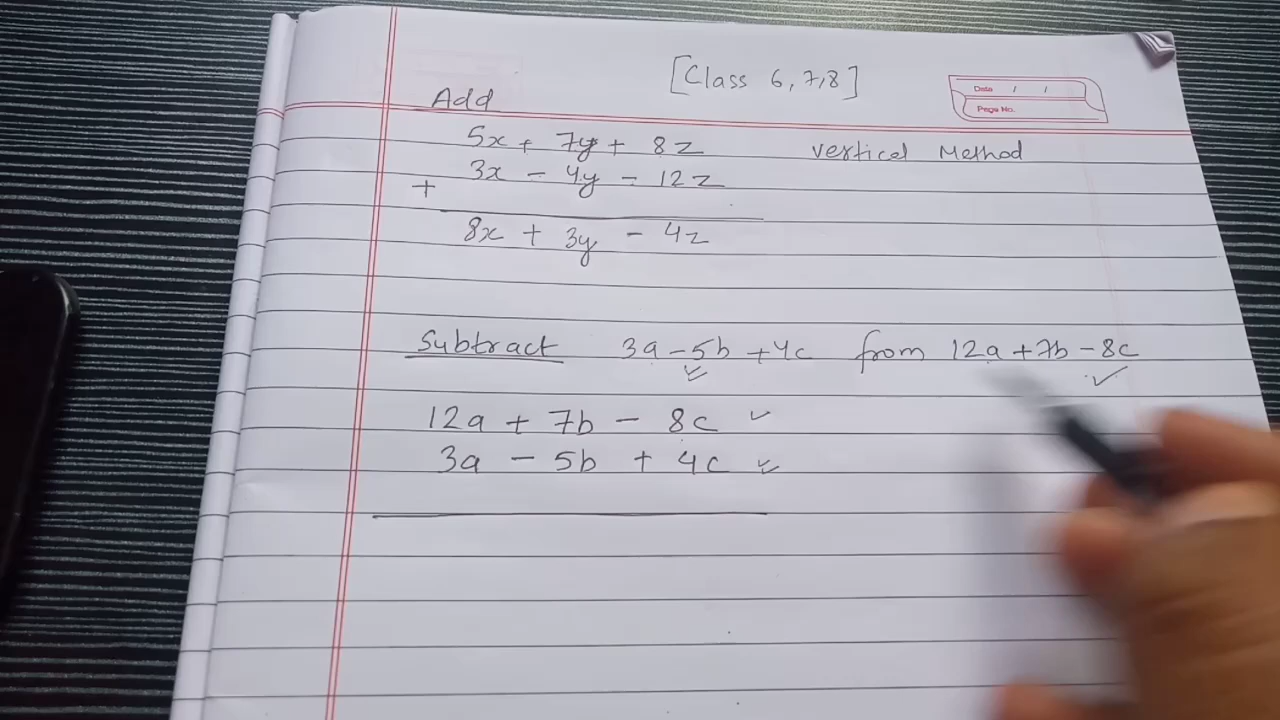 [Class 6,7,8]
Add
Date / /
Page No.
5x + 7y + 8z vertical Method
3x - 4y - 12z
+
8x + 3y - 4z
Subtract 3a - 5b + 4c from 12a + 7b - 8c
12a + 7b - 8c
3a - 5b + 4c